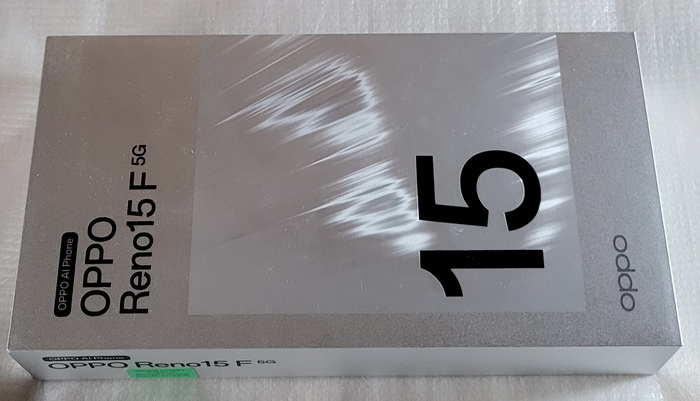 OPPO AI Phone
OPPO
Reno15 F 5G
15
oppo
OPPO AI Phone
OPPO Reno15 F 5G